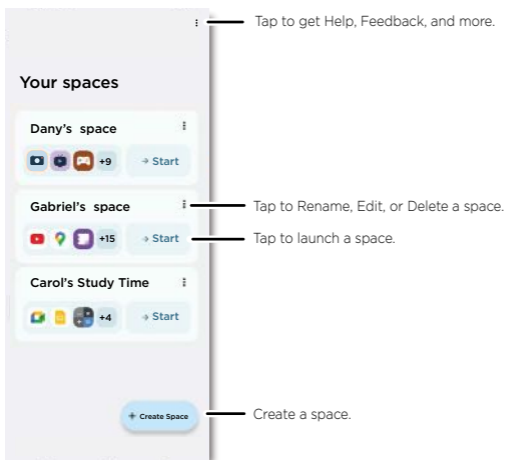 Tap to get Help, Feedback, and more.
Your spaces
Dany's space
+9
→ Start
Gabriel's space
Tap to Rename, Edit, or Delete a space.
+15
→ Start
Tap to launch a space.
Carol's Study Time
+4
→ Start
+ Create Space
Create a space.